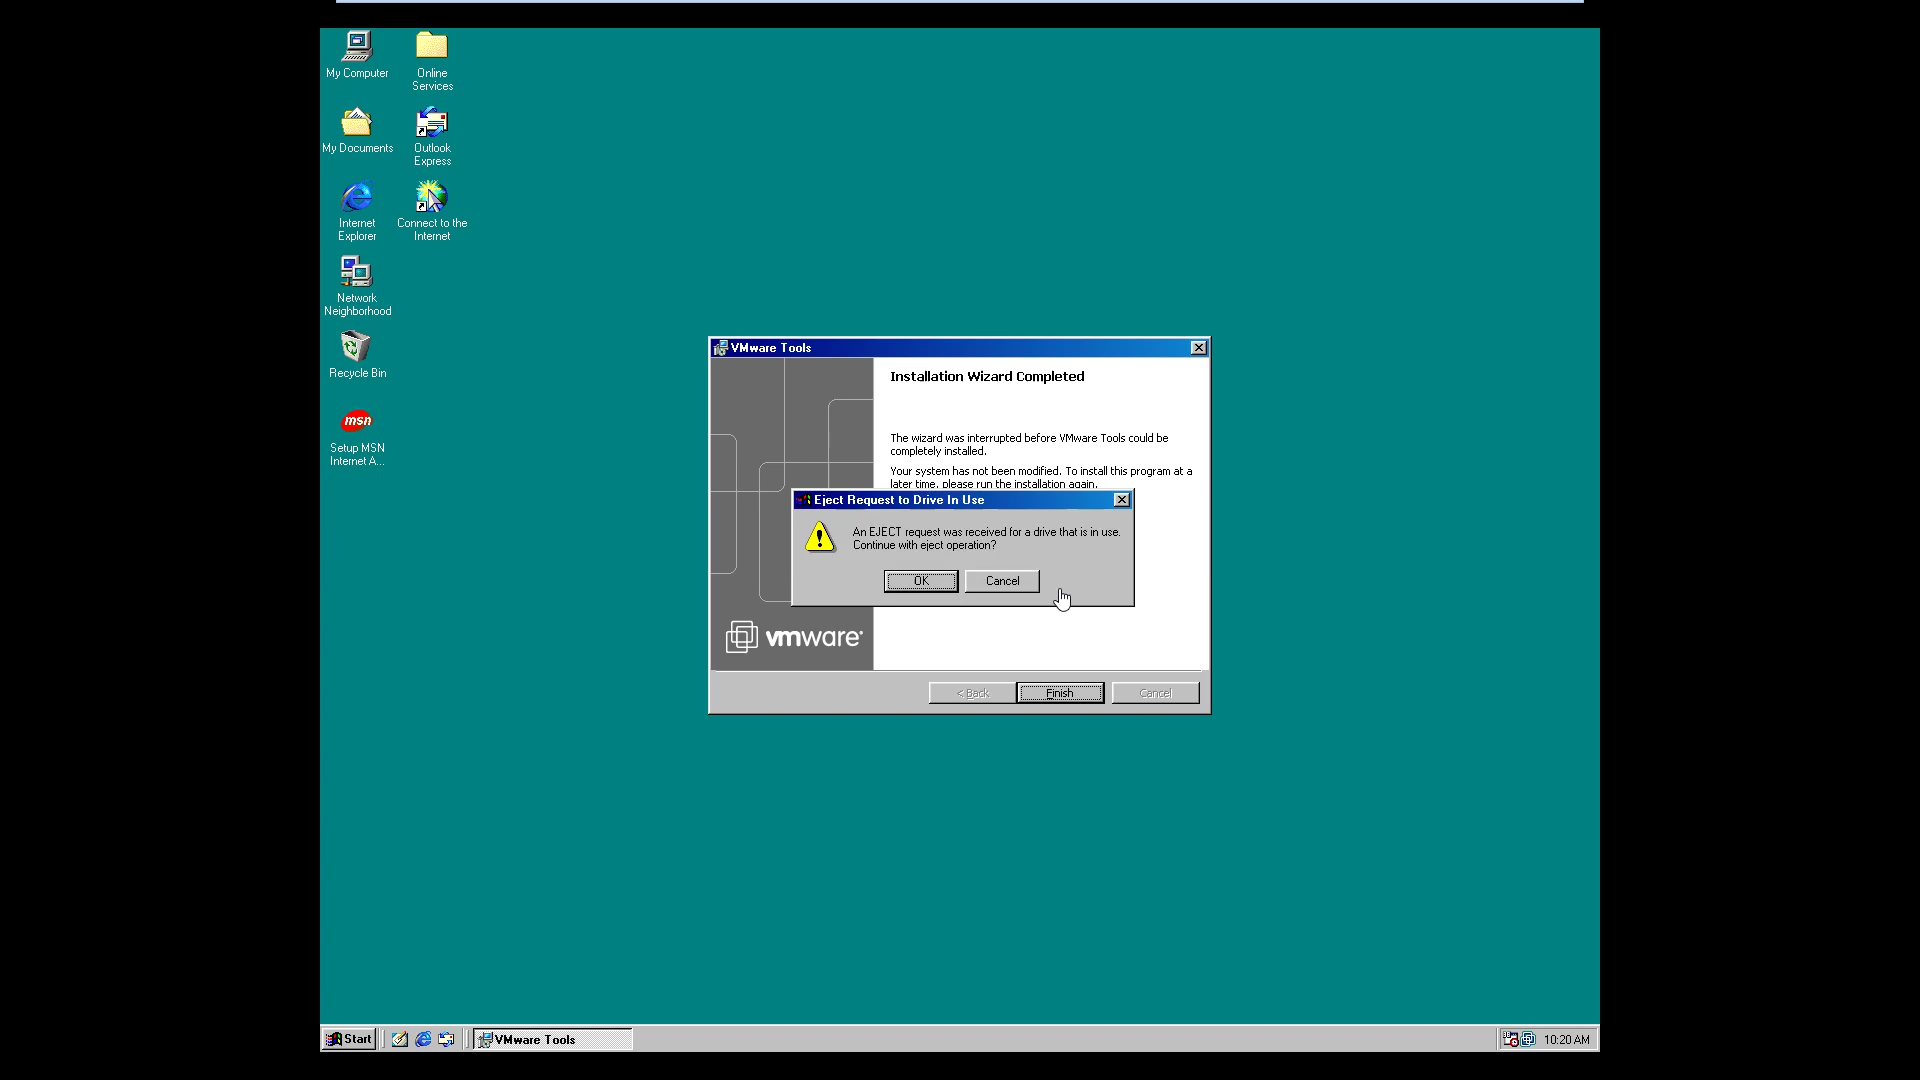 My Computer
Online
Services
My Documents
Outlook
Express
Internet
Explorer
Connect to the
Internet
Network
Neighborhood
Recycle Bin
msn
Setup MSN
Internet A...
VMware Tools
Installation Wizard Completed
The wizard was interrupted before VMware Tools could be
completely installed.
Your system has not been modified. To install this program at a
later time, please run the installation again.
Eject Request to Drive In Use
An EJECT request was received for a drive that is in use.
Continue with eject operation?
OK
Cancel
vmware
< Back
Finish
Cancel
Start
VMware Tools
10:20 AM